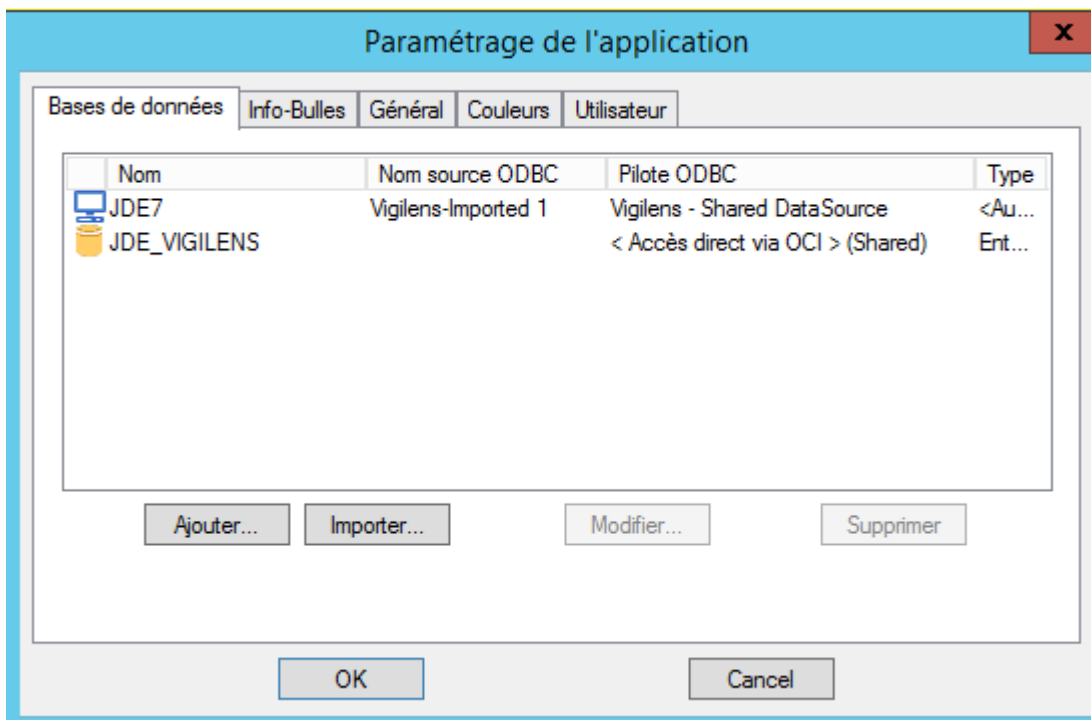 Paramétrage de l'application
x
Bases de données Info-Bulles Général Couleurs Utilisateur
Nom Nom source ODBC Pilote ODBC Type
JDE7 Vigilens-Imported 1 Vigilens - Shared DataSource <Au...
JDE_VIGILENS < Accès direct via OCI > (Shared) Ent...
Ajouter... Importer... Modifier... Supprimer
OK Cancel